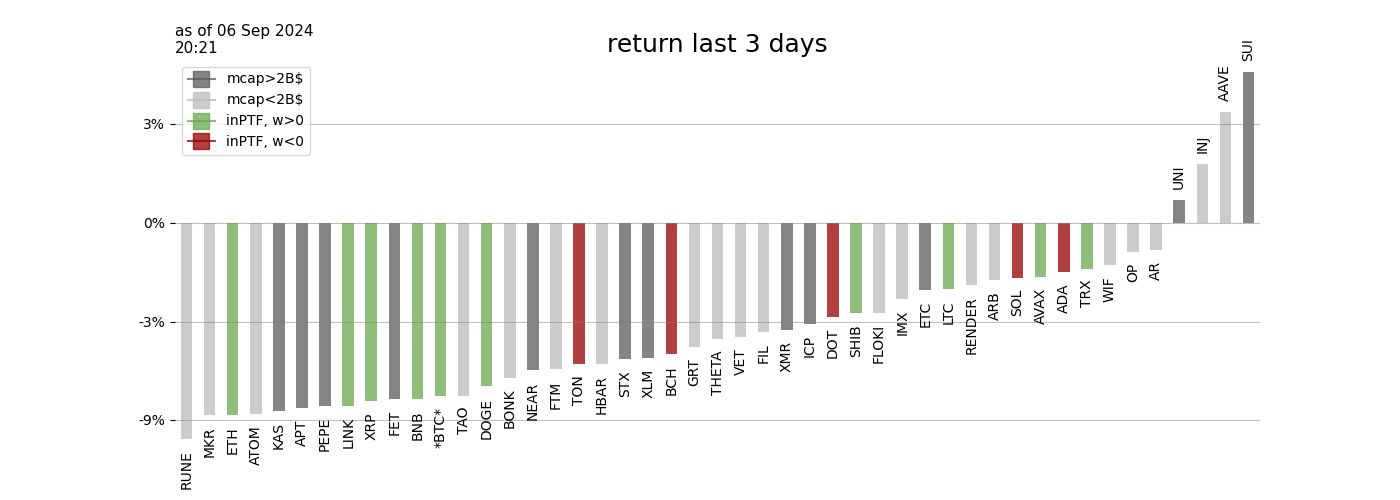 as of 06 Sep 2024
20:21
return last 3 days
mcap>2B$
mcap<2B$
inPTF, w>0
inPTF, w<0
3%
0%
-3%
-9%
RUNE
MKR
ETH
ATOM
KAS
APT
PEPE
LINK
XRP
FET
BNB
*BTC*
TAO
DOGE
BONK
NEAR
FTM
TON
HBAR
STX
XLM
BCH
GRT
THETA
VET
FIL
XMR
ICP
DOT
SHIB
FLOKI
IMX
ETC
LTC
RENDER
ARB
SOL
AVAX
ADA
TRX
WIF
OP
AR
UNI
INJ
AAVE
SUI